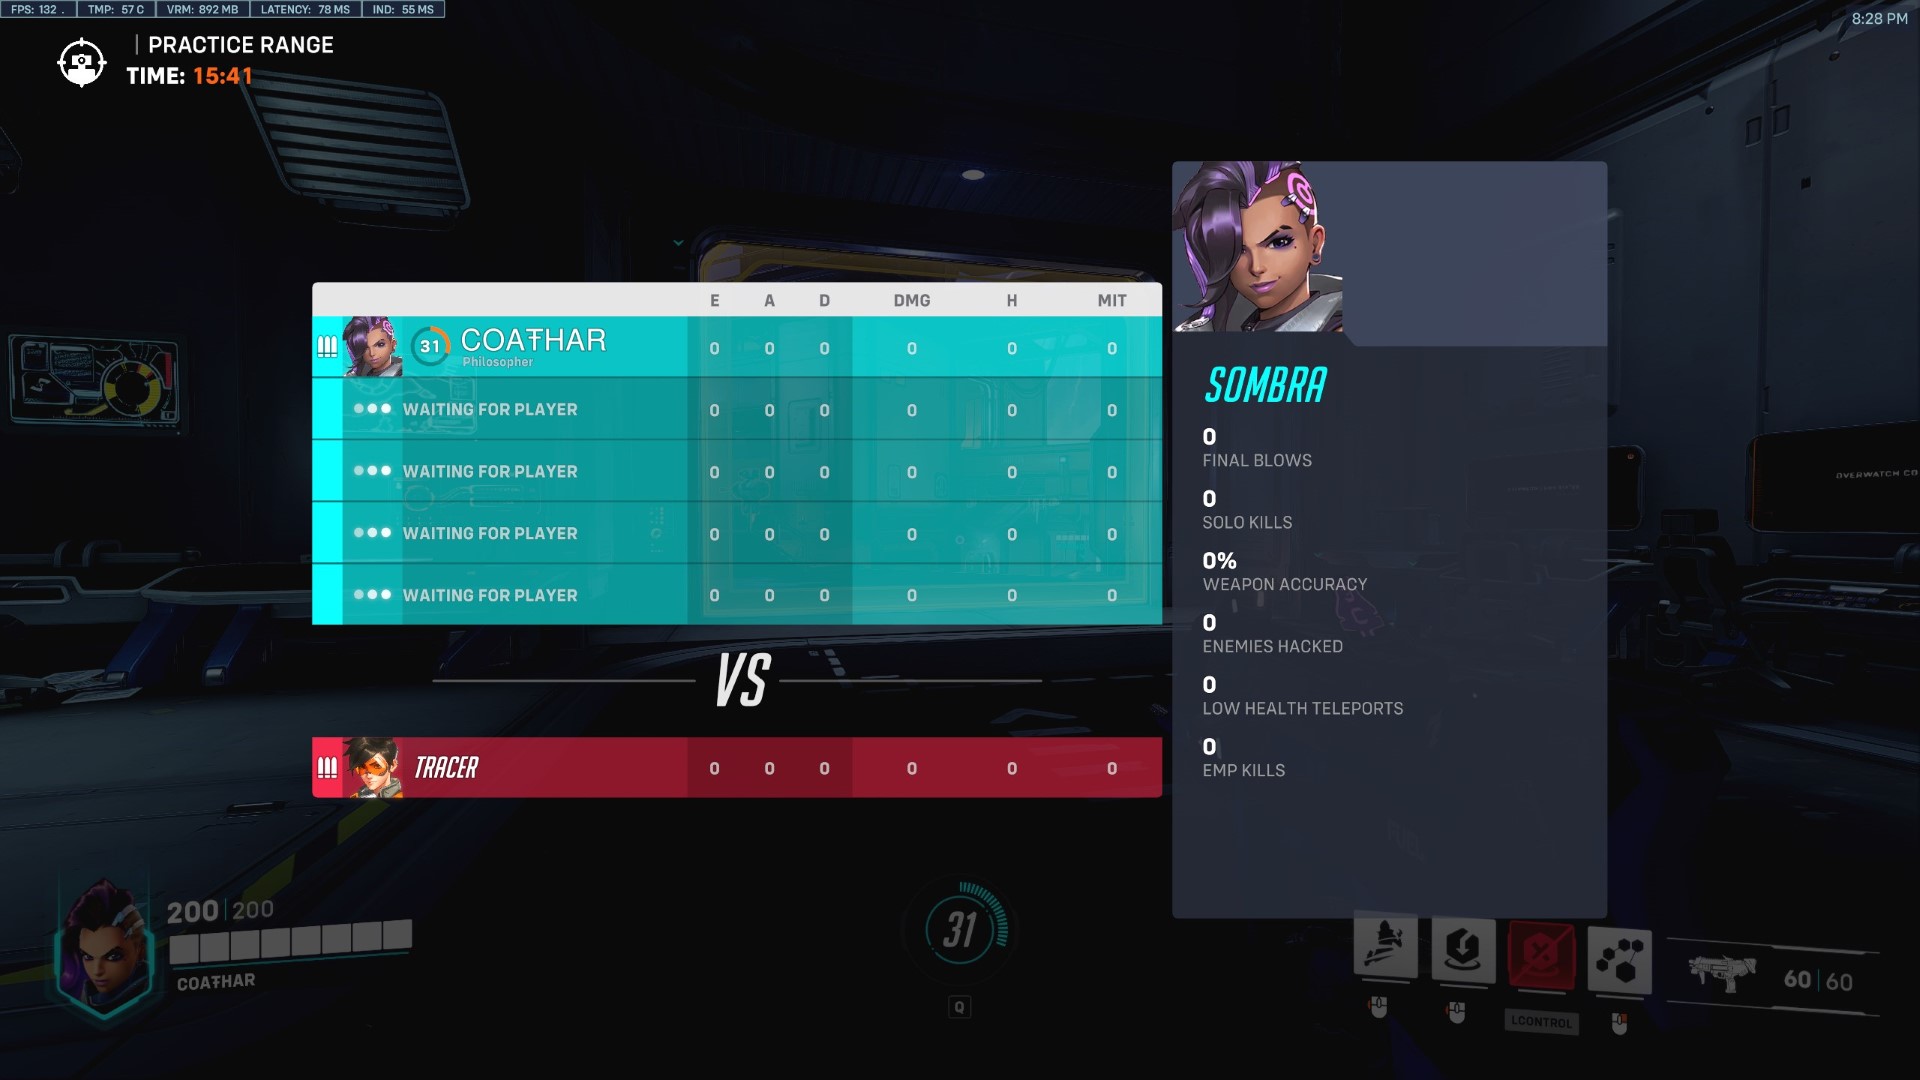 FPS: 132 .
TMP: 57 C
VRM: 892 MB
LATENCY: 78 MS
IND: 55 MS
8:28 PM
| PRACTICE RANGE
TIME: 15:41
E A D DMG H MIT
31 COAŦHAR 0 0 0 0 0 0
Philosopher
WAITING FOR PLAYER 0 0 0 0 0 0
WAITING FOR PLAYER 0 0 0 0 0 0
WAITING FOR PLAYER 0 0 0 0 0 0
WAITING FOR PLAYER 0 0 0 0 0 0
VS
TRACER 0 0 0 0 0 0
SOMBRA
0
FINAL BLOWS
0
SOLO KILLS
0%
WEAPON ACCURACY
0
ENEMIES HACKED
0
LOW HEALTH TELEPORTS
0
EMP KILLS
OVERWATCH CO
200 | 200
COAŦHAR
31
Q
LCONTROL
60 | 60